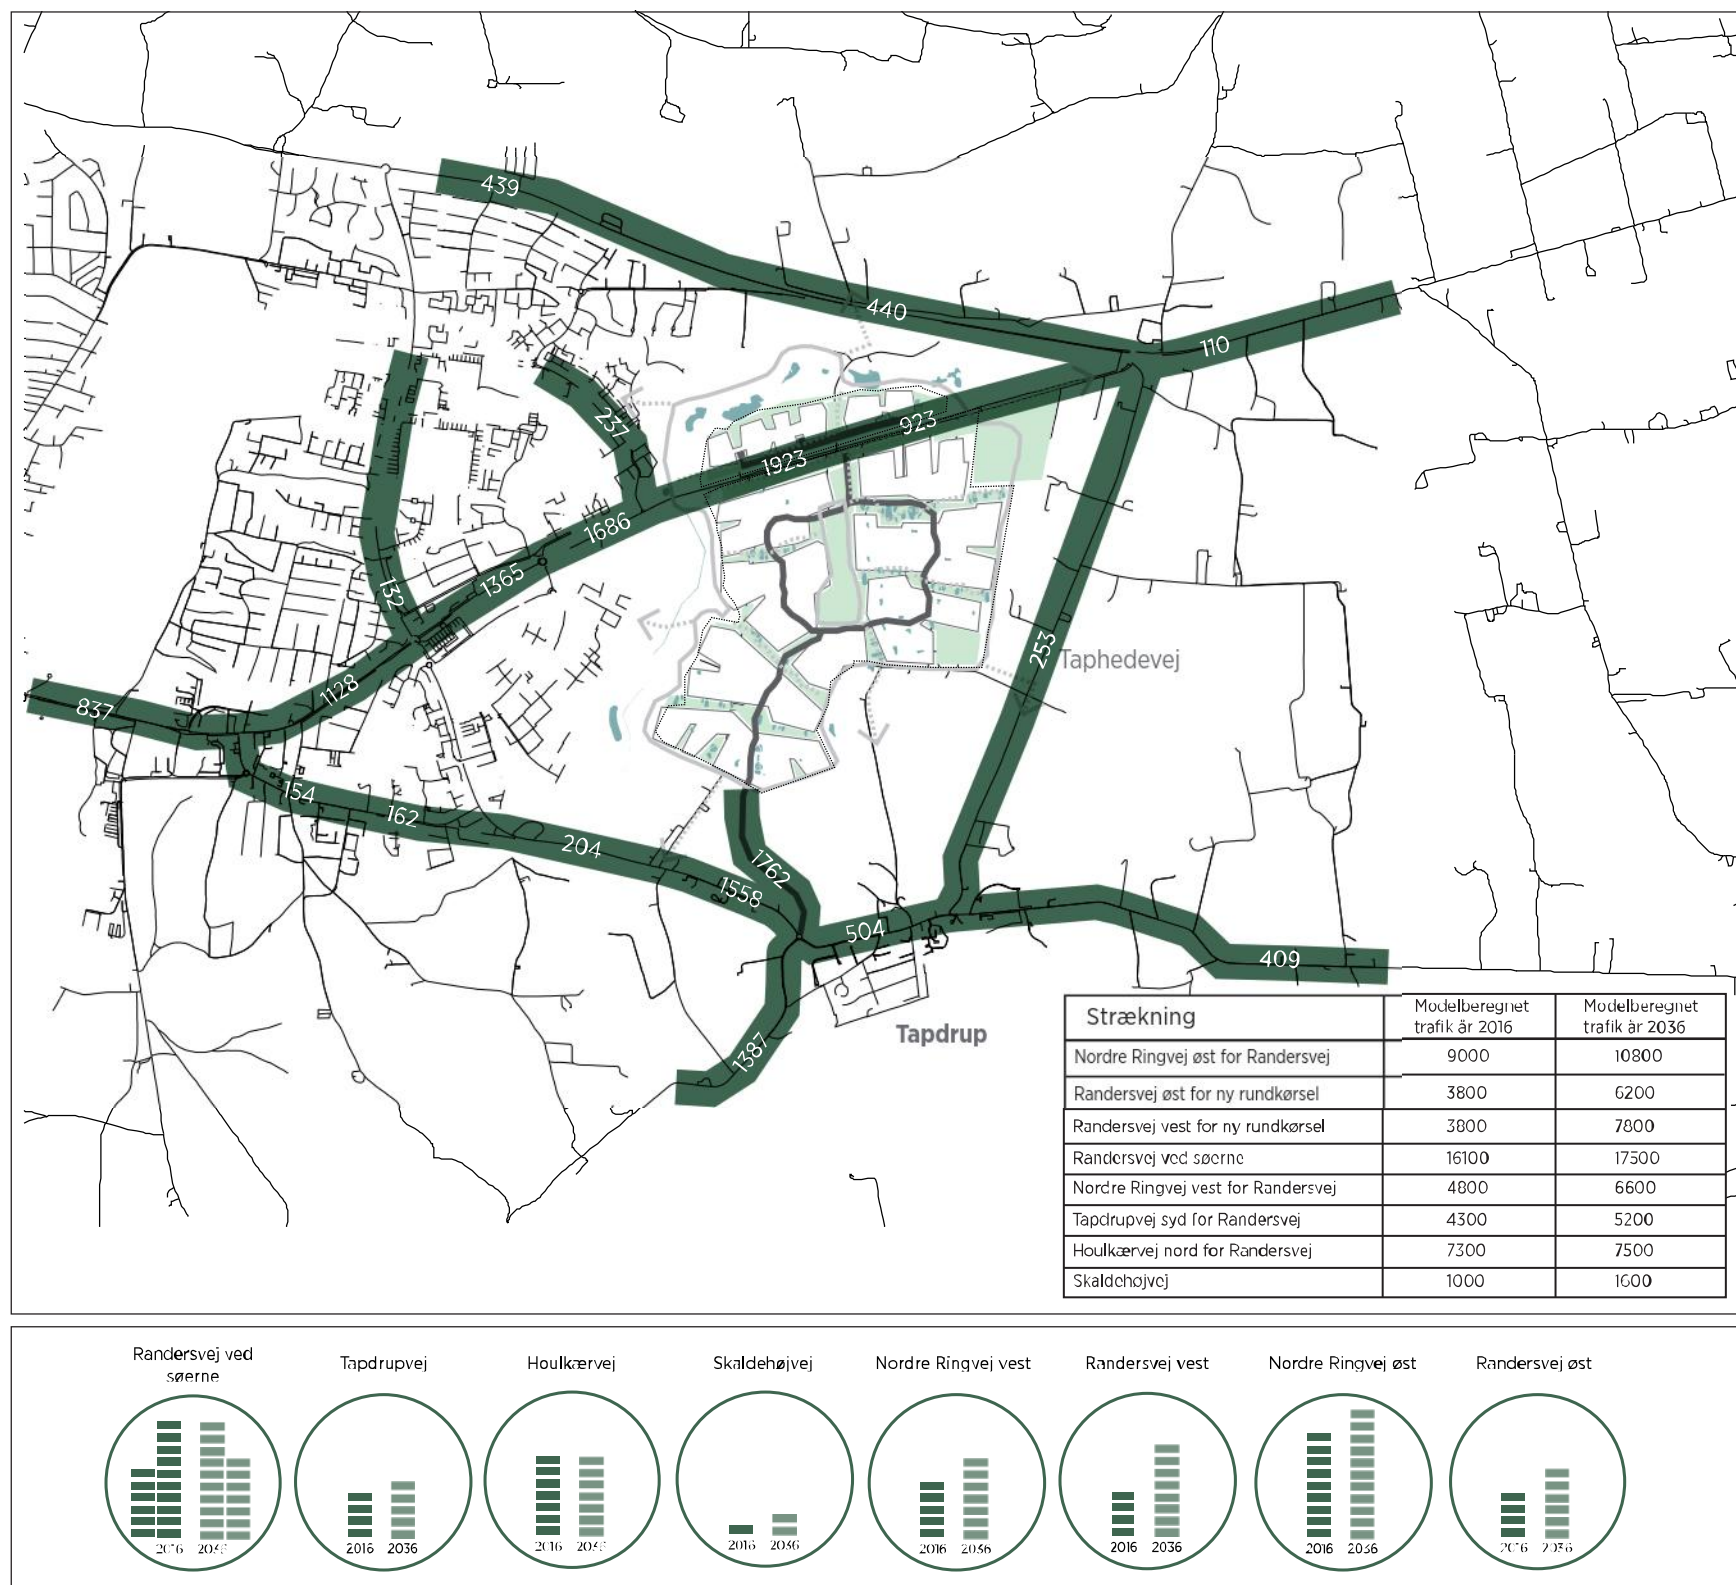 439
440
110
237
923
1923
1686
1365
132
253
Taphedevej
1128
837
154
162
204
1762
1558
504
409
1387
Tapdrup
Strækning Modelberegnet trafik år 2016 Modelberegnet trafik år 2036
Nordre Ringvej øst for Randersvej 9000 10800
Randersvej øst for ny rundkørsel 3800 6200
Randersvej vest for ny rundkørsel 3800 7800
Randersvej ved søerne 16100 17500
Nordre Ringvej vest for Randersvej 4800 6600
Tapdrupvej syd for Randersvej 4300 5200
Houlkærvej nord for Randersvej 7300 7500
Skaldehøjvej 1000 1600
Randersvej ved
søerne
Tapdrupvej
Houlkærvej
Skaldehøjvej
Nordre Ringvej vest
Randersvej vest
Nordre Ringvej øst
Randersvej øst
2016 2036
2016 2036
2016 2036
2016 2036
2016 2036
2016 2036
2016 2036
2016 2036